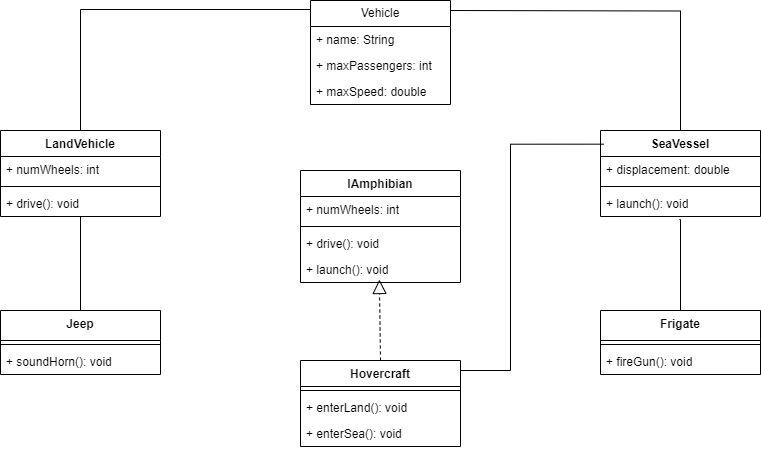 Vehicle
+ name: String
+ maxPassengers: int
+ maxSpeed: double
LandVehicle
+ numWheels: int
+ drive(): void
SeaVessel
+ displacement: double
+ launch(): void
IAmphibian
+ numWheels: int
+ drive(): void
+ launch(): void
Jeep
+ soundHorn(): void
Frigate
+ fireGun(): void
Hovercraft
+ enterLand(): void
+ enterSea(): void